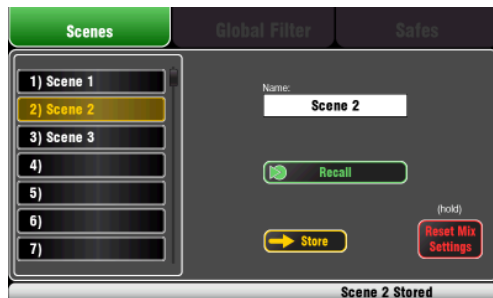 Scenes
Global Filter
Safes
1) Scene 1
2) Scene 2
3) Scene 3
4)
5)
6)
7)
Name:
Scene 2
Recall
Store
(hold)
Reset Mix
Settings
Scene 2 Stored